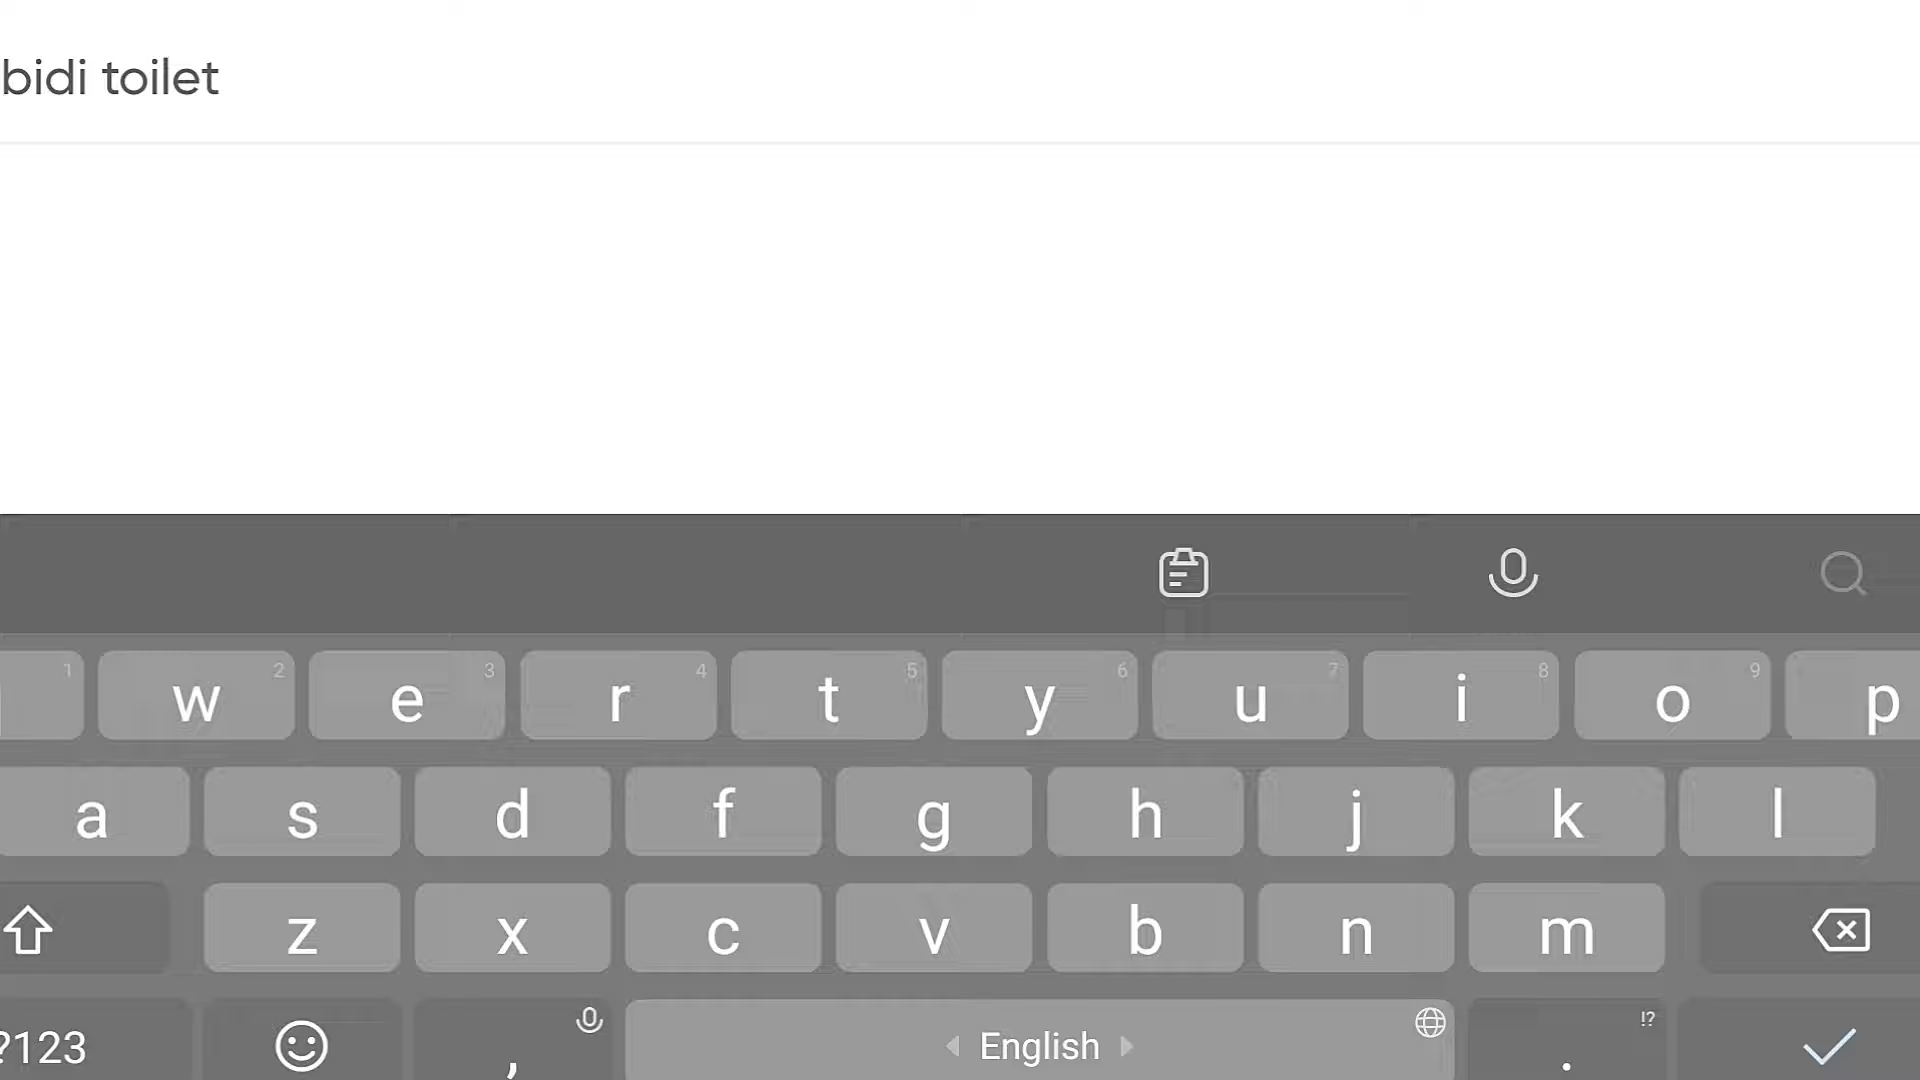 bidi toilet
1 2 3 4 5 6 7 8 9
w e r t y u i o p
a s d f g h j k l
z x c v b n m
?123 , English . !?